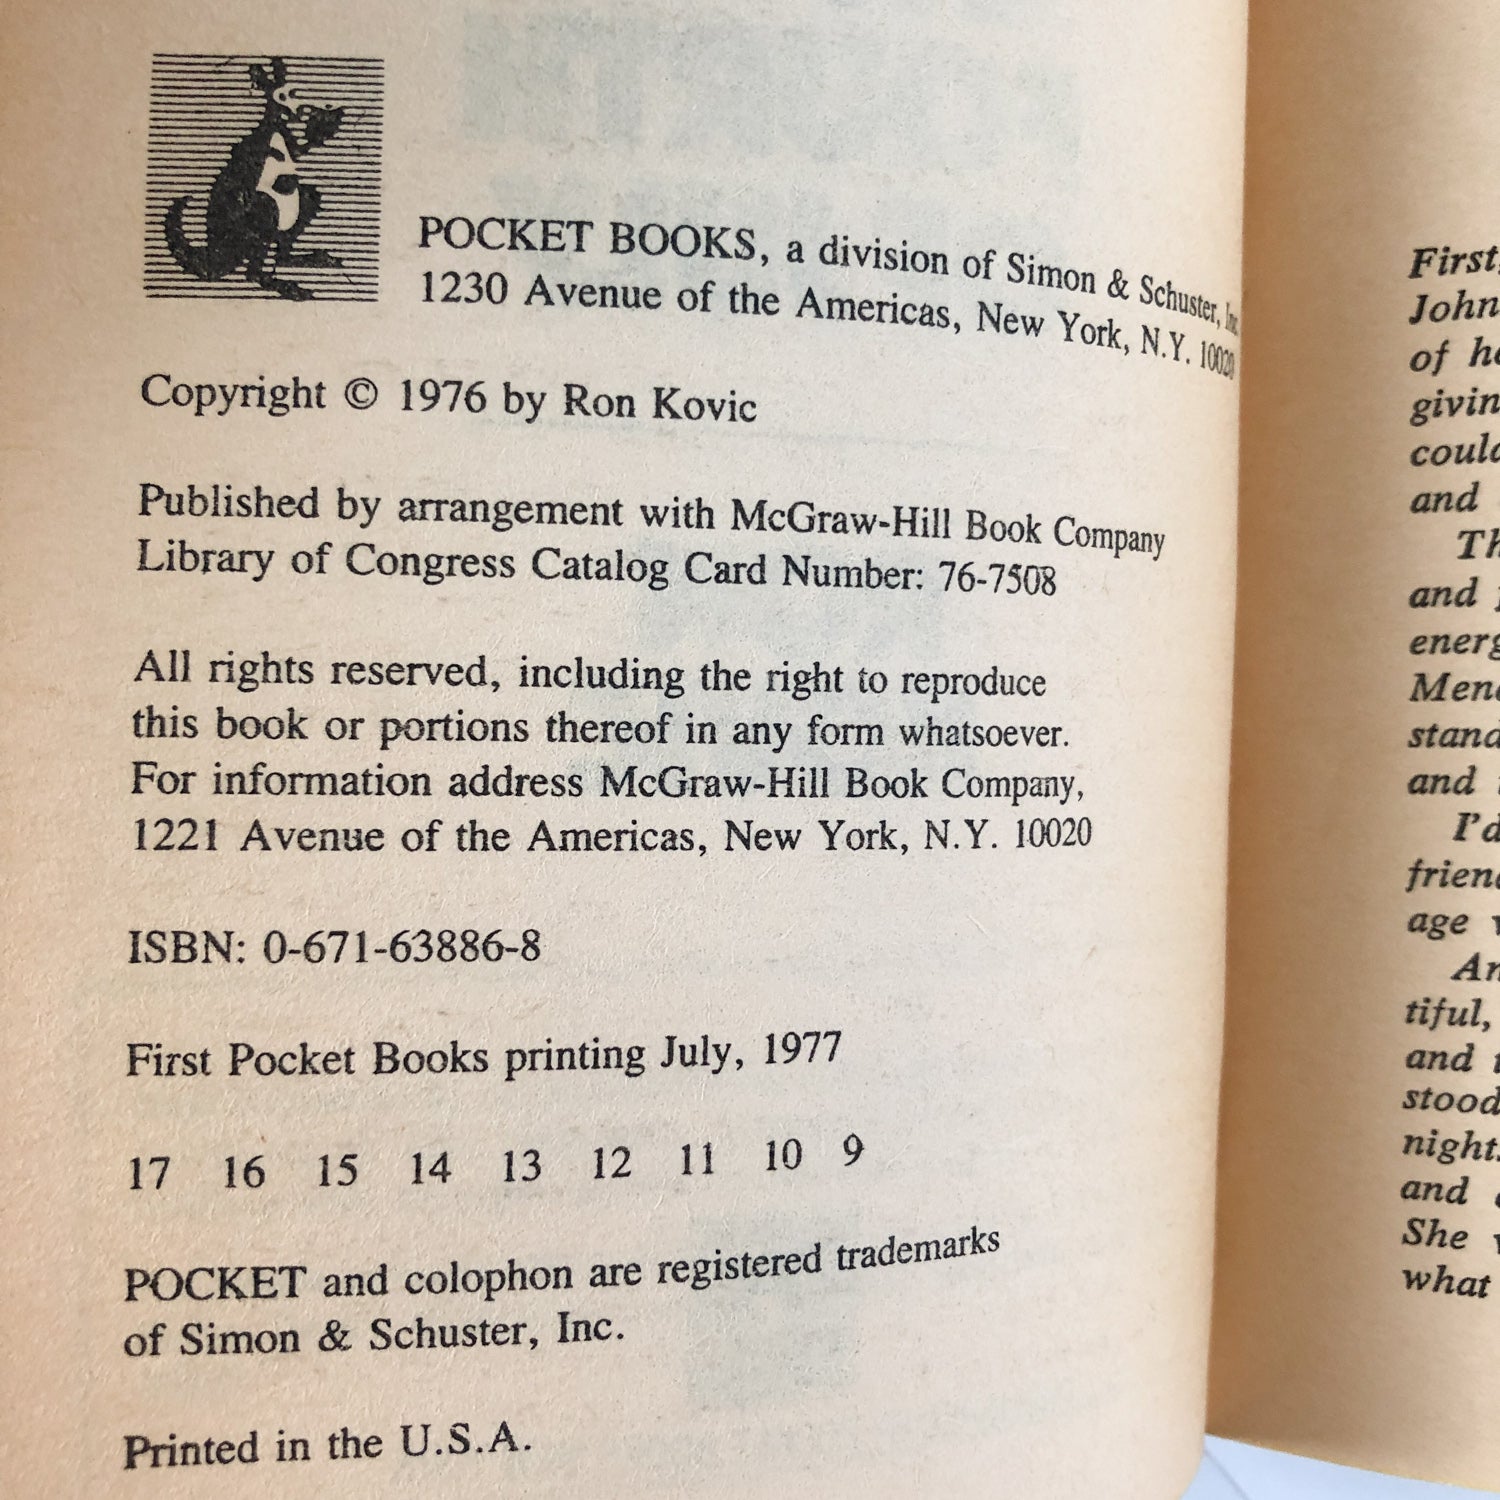 POCKET BOOKS, a division of Simon & Schuster, Inc.
1230 Avenue of the Americas, New York, N.Y. 10020
Copyright © 1976 by Ron Kovic
Published by arrangement with McGraw-Hill Book Company
Library of Congress Catalog Card Number: 76-7508
All rights reserved, including the right to reproduce
this book or portions thereof in any form whatsoever.
For information address McGraw-Hill Book Company,
1221 Avenue of the Americas, New York, N.Y. 10020
ISBN: 0-671-63886-8
First Pocket Books printing July, 1977
17 16 15 14 13 12 11 10 9
POCKET and colophon are registered trademarks
of Simon & Schuster, Inc.
Printed in the U.S.A.
First,
John
of
and
and
and
I'd
age
tiful,
and
stood
night.
and
She
what